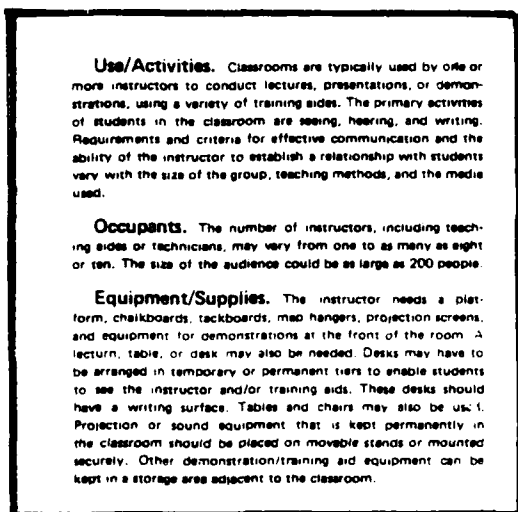 Use/Activities. Classrooms are typically used by one or
more instructors to conduct lectures, presentations, or demon-
strations, using a variety of training aides. The primary activities
of students in the classroom are seeing, hearing, and writing.
Requirements and criteria for effective communication and the
ability of the instructor to establish a relationship with students
vary with the size of the group, teaching methods, and the media
used.
Occupants. The number of instructors, including teach-
ing aides or technicians, may vary from one to as many as eight
or ten. The size of the audience could be as large as 200 people.
Equipment/Supplies. The instructor needs a plat-
form, chalkboards, tackboards, map hangers, projection screens,
and equipment for demonstrations at the front of the room. A
lecturn, table, or desk may also be needed. Desks may have to
be arranged in temporary or permanent tiers to enable students
to see the instructor and/or training aids. These desks should
have a writing surface. Tables and chairs may also be used.
Projection or sound equipment that is kept permanently in
the classroom should be placed on movable stands or mounted
securely. Other demonstration/training aid equipment can be
kept in a storage area adjacent to the classroom.